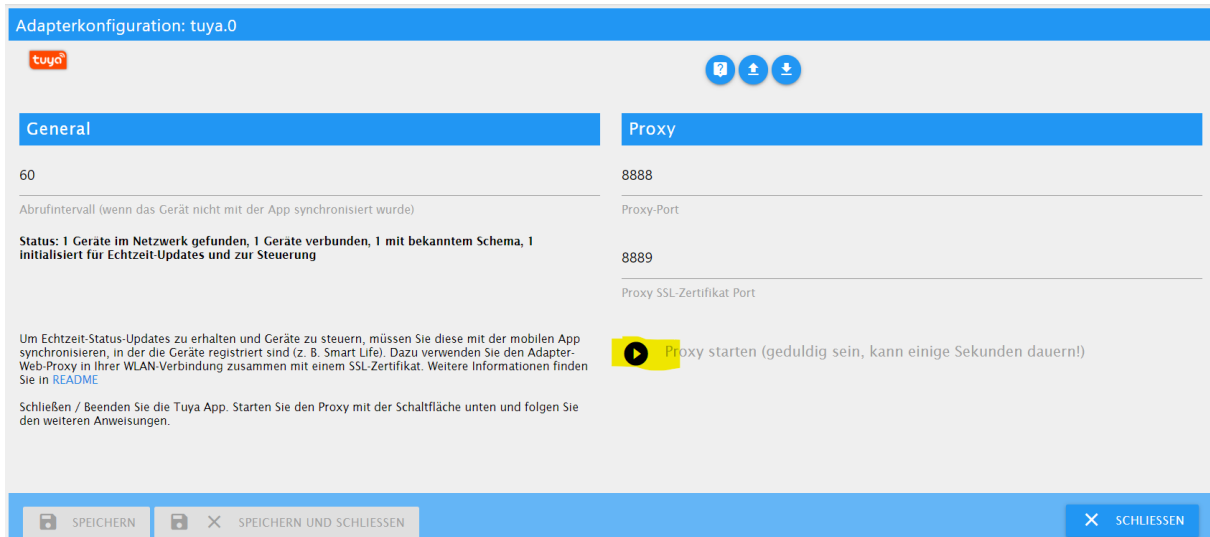 Adapterkonfiguration: tuya.0
tuya
General
60
Abrufintervall (wenn das Gerät nicht mit der App synchronisiert wurde)
Status: 1 Geräte im Netzwerk gefunden, 1 Geräte verbunden, 1 mit bekanntem Schema, 1
initialisiert für Echtzeit-Updates und zur Steuerung
Um Echtzeit-Status-Updates zu erhalten und Geräte zu steuern, müssen Sie diese mit der mobilen App
synchronisieren, in der die Geräte registriert sind (z. B. Smart Life). Dazu verwenden Sie den Adapter-
Web-Proxy in Ihrer WLAN-Verbindung zusammen mit einem SSL-Zertifikat. Weitere Informationen finden
Sie in README
Schließen / Beenden Sie die Tuya App. Starten Sie den Proxy mit der Schaltfläche unten und folgen Sie
den weiteren Anweisungen.
Proxy
8888
Proxy-Port
8889
Proxy SSL-Zertifikat Port
Proxy starten (geduldig sein, kann einige Sekunden dauern!)
SPEICHERN
SPEICHERN UND SCHLIESSEN
SCHLIESSEN